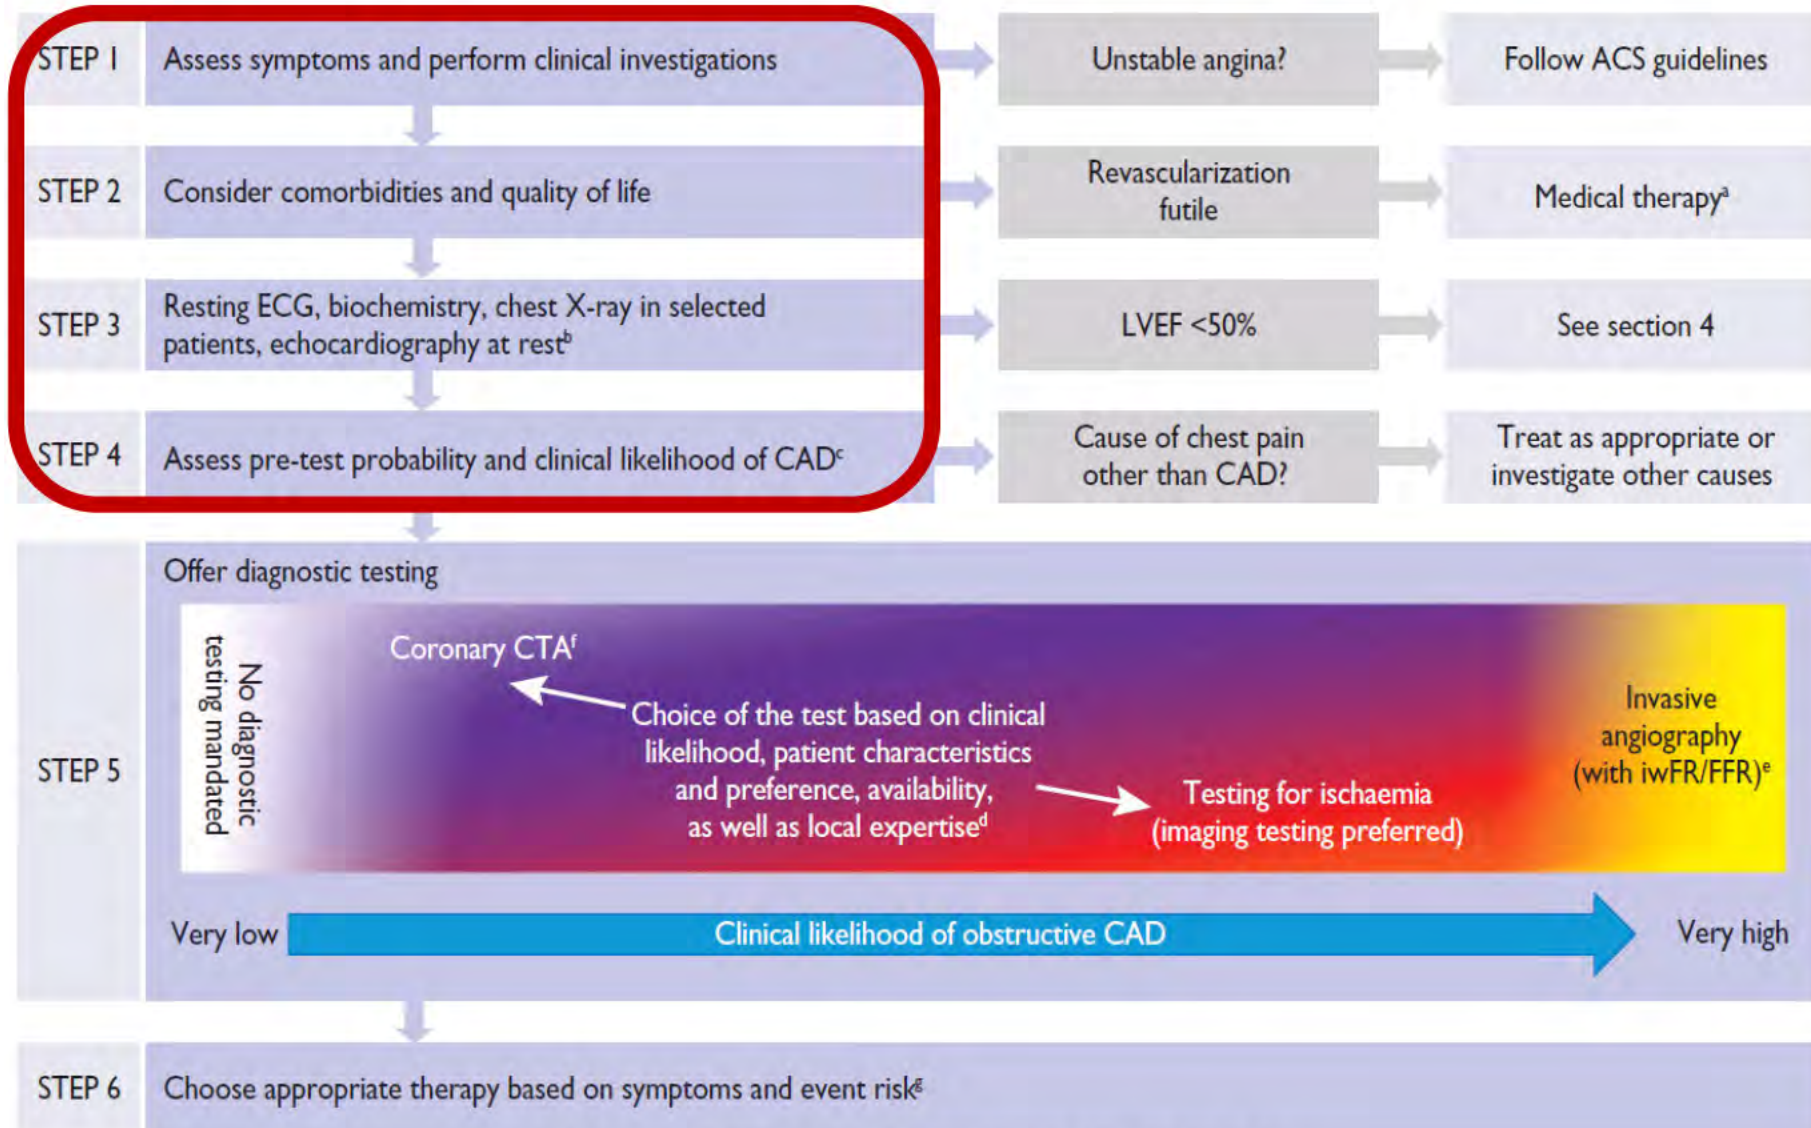 STEP 1
Assess symptoms and perform clinical investigations
Unstable angina?
Follow ACS guidelines
STEP 2
Consider comorbidities and quality of life
Revascularization
futile
Medical therapyᵃ
STEP 3
Resting ECG, biochemistry, chest X-ray in selected
patients, echocardiography at restᵇ
LVEF <50%
See section 4
STEP 4
Assess pre-test probability and clinical likelihood of CADᶜ
Cause of chest pain
other than CAD?
Treat as appropriate or
investigate other causes
STEP 5
Offer diagnostic testing
No diagnostic
testing mandated
Coronary CTAᶠ
Choice of the test based on clinical
likelihood, patient characteristics
and preference, availability,
as well as local expertiseᵈ
Testing for ischaemia
(imaging testing preferred)
Invasive
angiography
(with iwFR/FFR)ᵉ
Very low
Clinical likelihood of obstructive CAD
Very high
STEP 6
Choose appropriate therapy based on symptoms and event riskᵍ